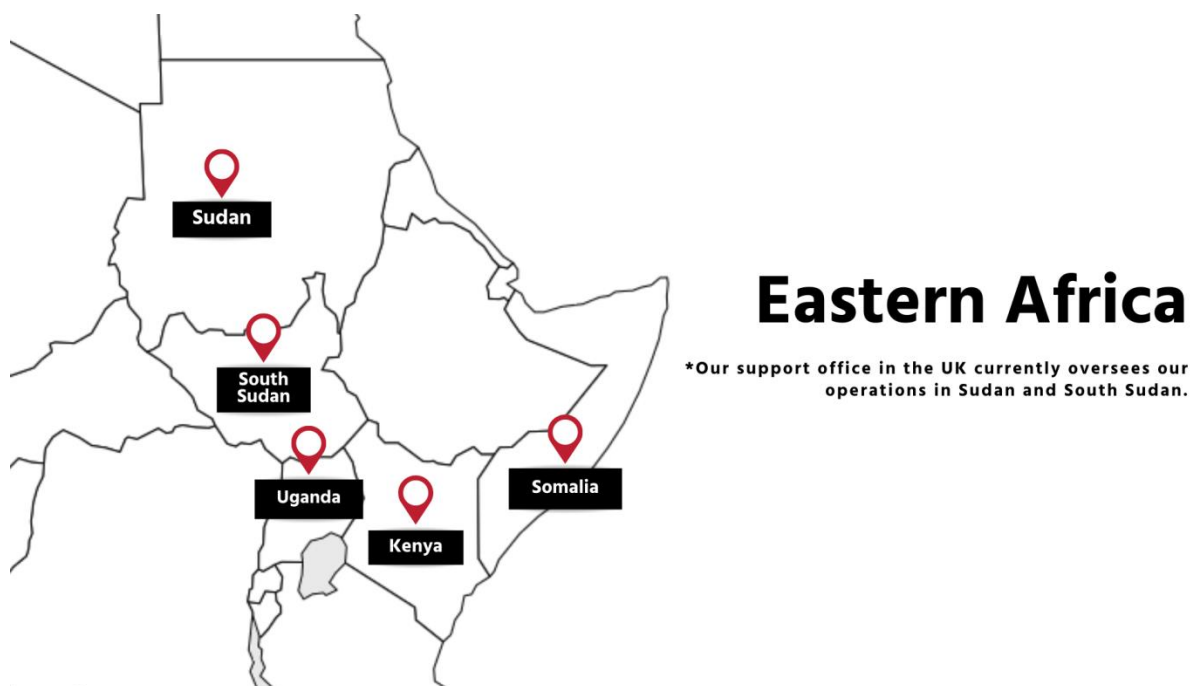 Sudan
Eastern Africa
South
Sudan
*Our support office in the UK currently oversees our
operations in Sudan and South Sudan.
Uganda
Somalia
Kenya